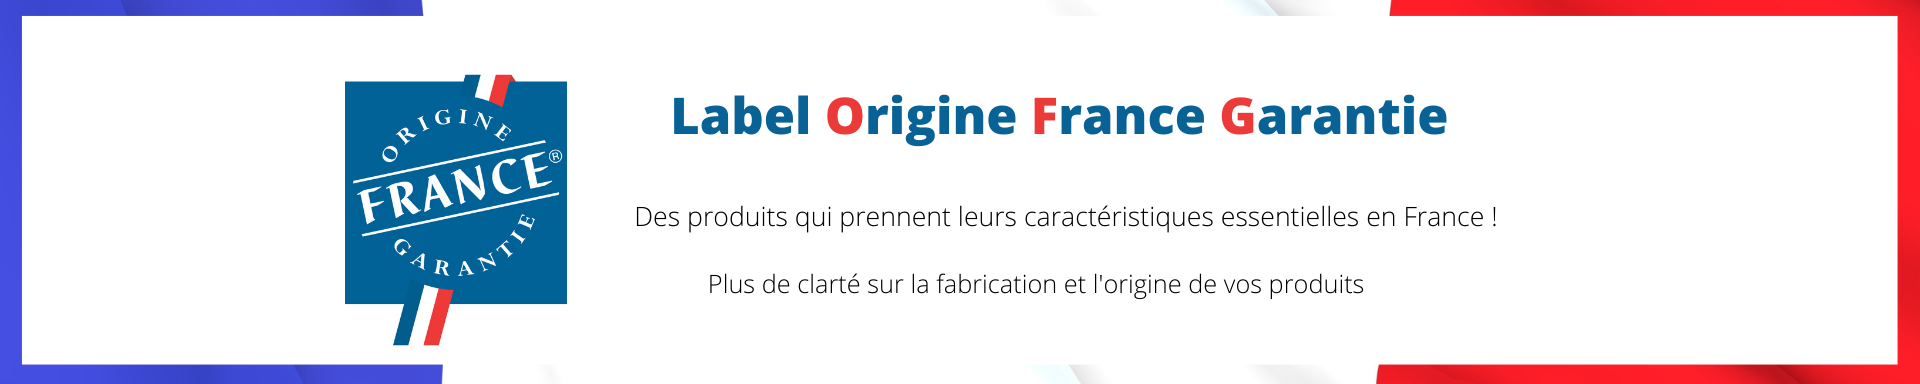 ORIGINE
FRANCE®
GARANTIE
Label Origine France Garantie
Des produits qui prennent leurs caractéristiques essentielles en France !
Plus de clarté sur la fabrication et l'origine de vos produits